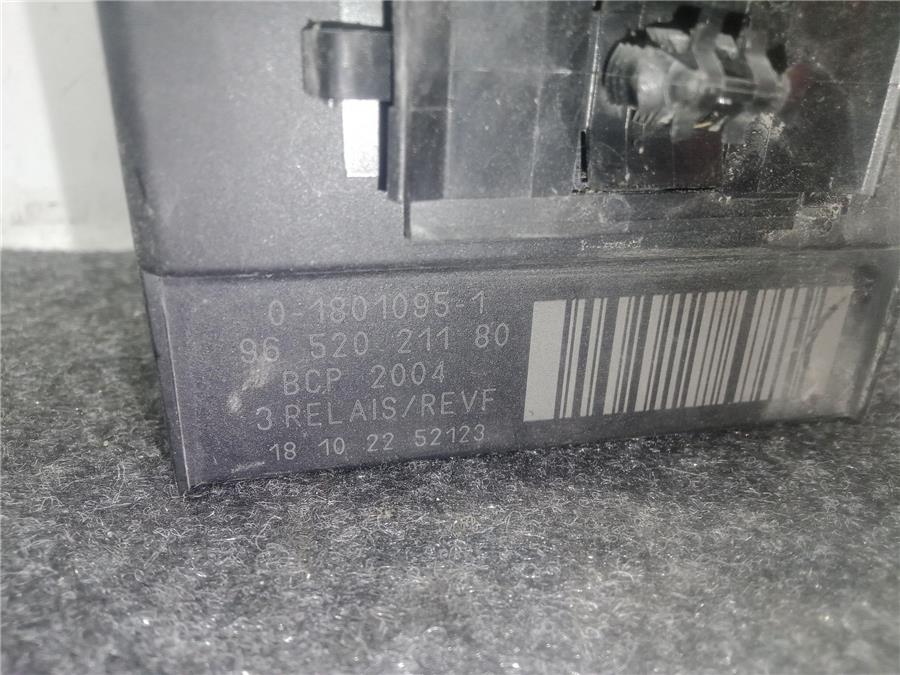 0-1801095-1
96 520 211 80
BCP 2004
3 RELAIS/REVF
18 10 22 52123